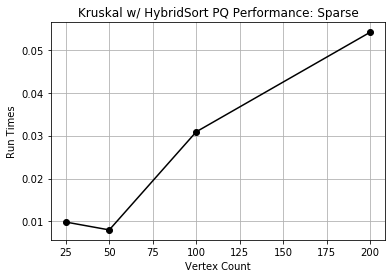 Kruskal w/ HybridSort PQ Performance: Sparse
0.05
0.04
0.03
0.02
0.01
Run Times
25 50 75 100 125 150 175 200
Vertex Count